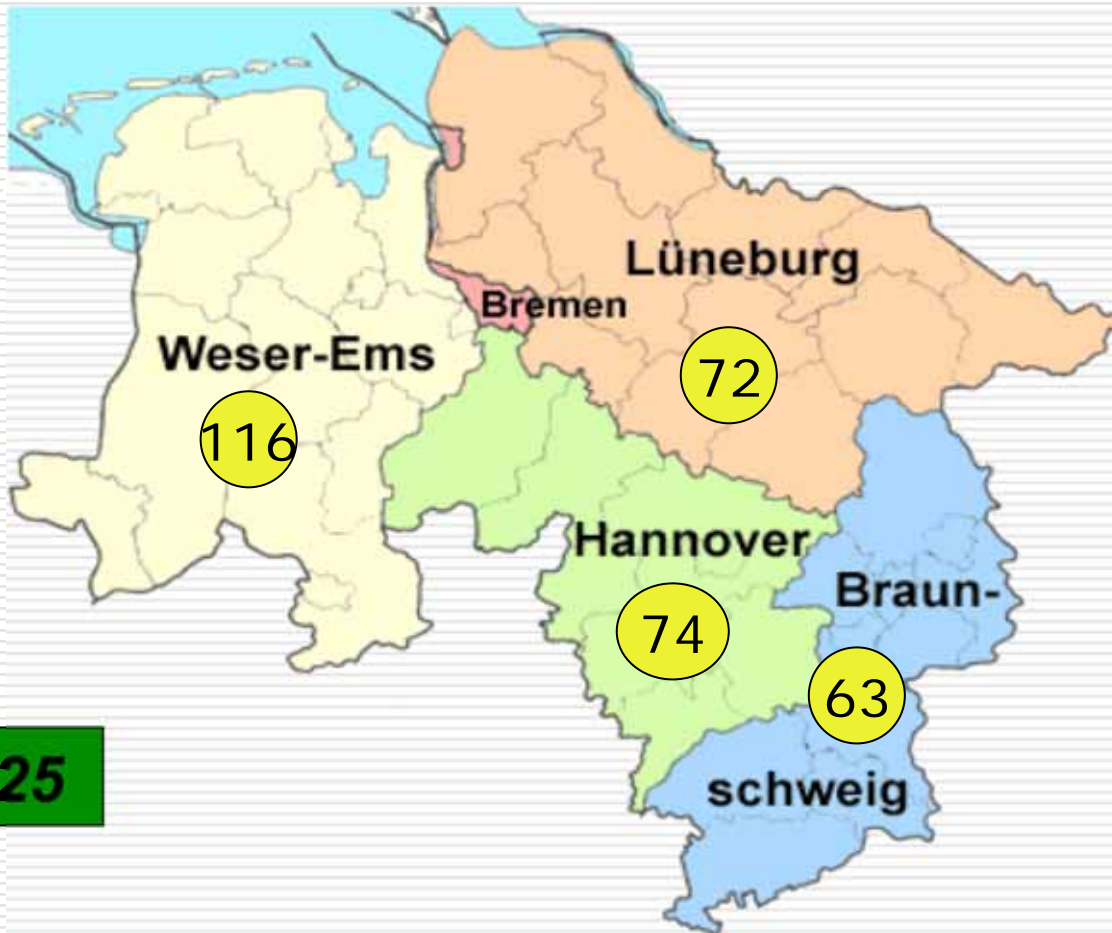 Lüneburg
Bremen
Weser-Ems
72
116
Hannover
Braun-
74
63
25
schweig